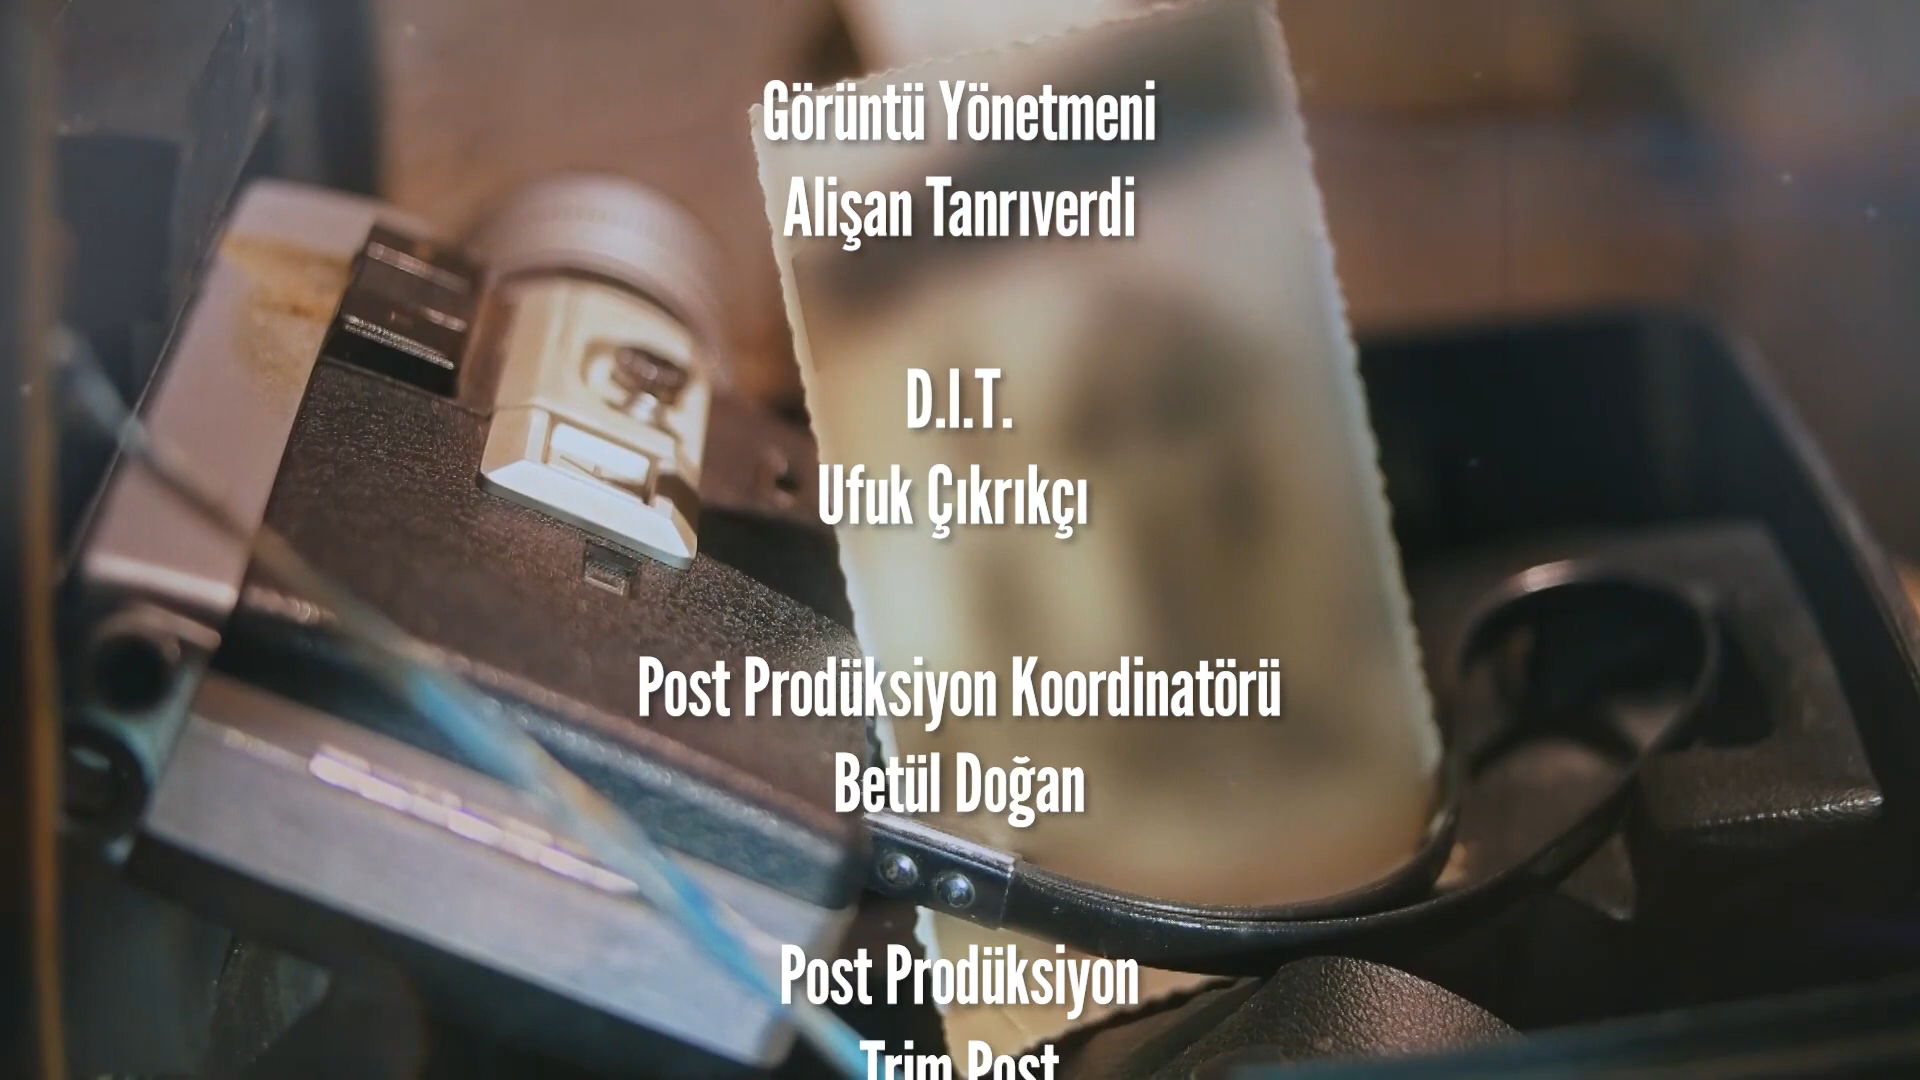 Görüntü Yönetmeni
Alişan Tanrıverdi
D.I.T.
Ufuk Çıkrıkçı
Post Prodüksiyon Koordinatörü
Betül Doğan
Post Prodüksiyon
Trim Post